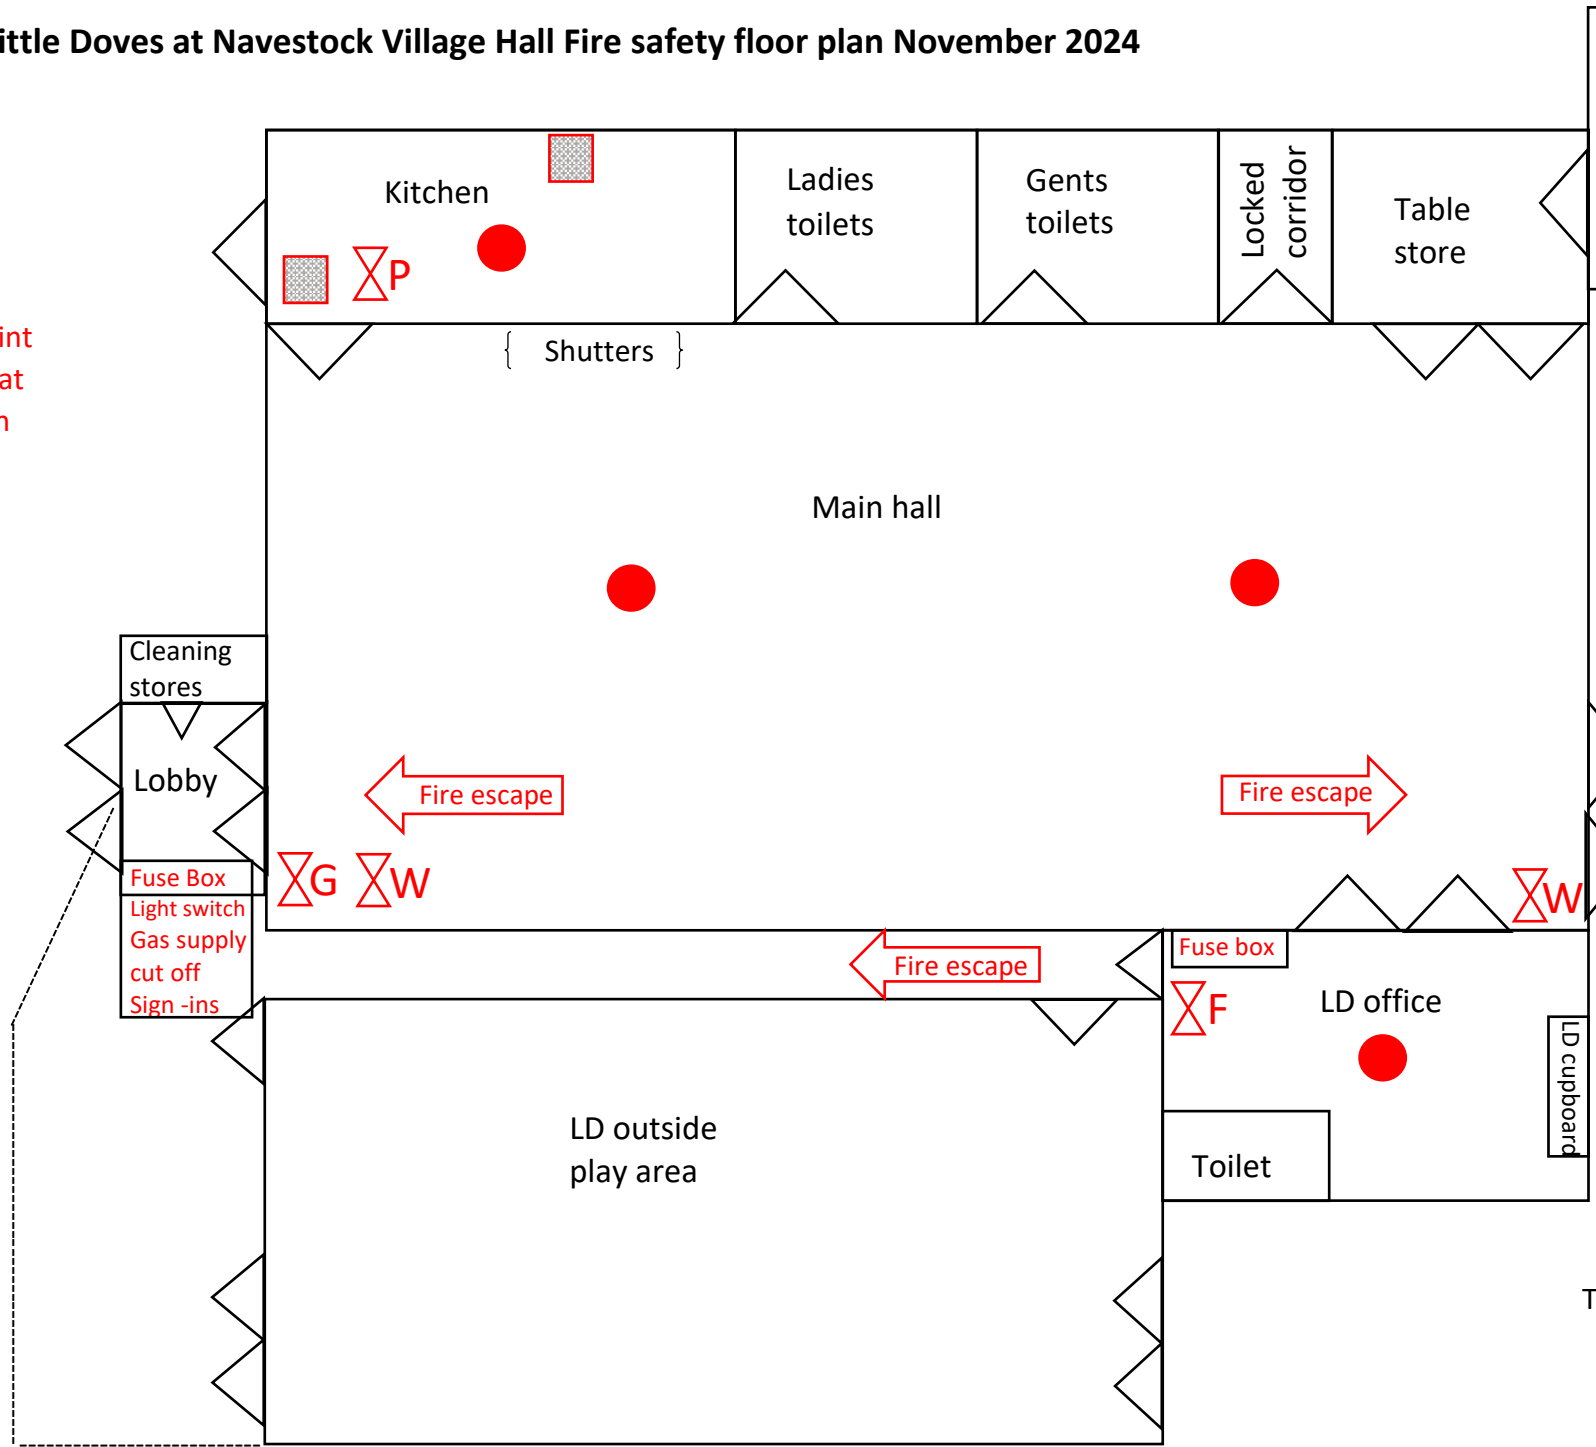 ittle Doves at Navestock Village Hall Fire safety floor plan November 2024
Kitchen
Ladies
toilets
Gents
toilets
Locked
corridor
Table
store
P
int
at
Shutters
Main hall
Cleaning
stores
Lobby
Fire escape
Fire escape
Fuse Box
G
W
W
Light switch
Gas supply
cut off
Sign -ins
Fire escape
Fuse box
F
LD office
LD cupboard
LD outside
play area
Toilet
T